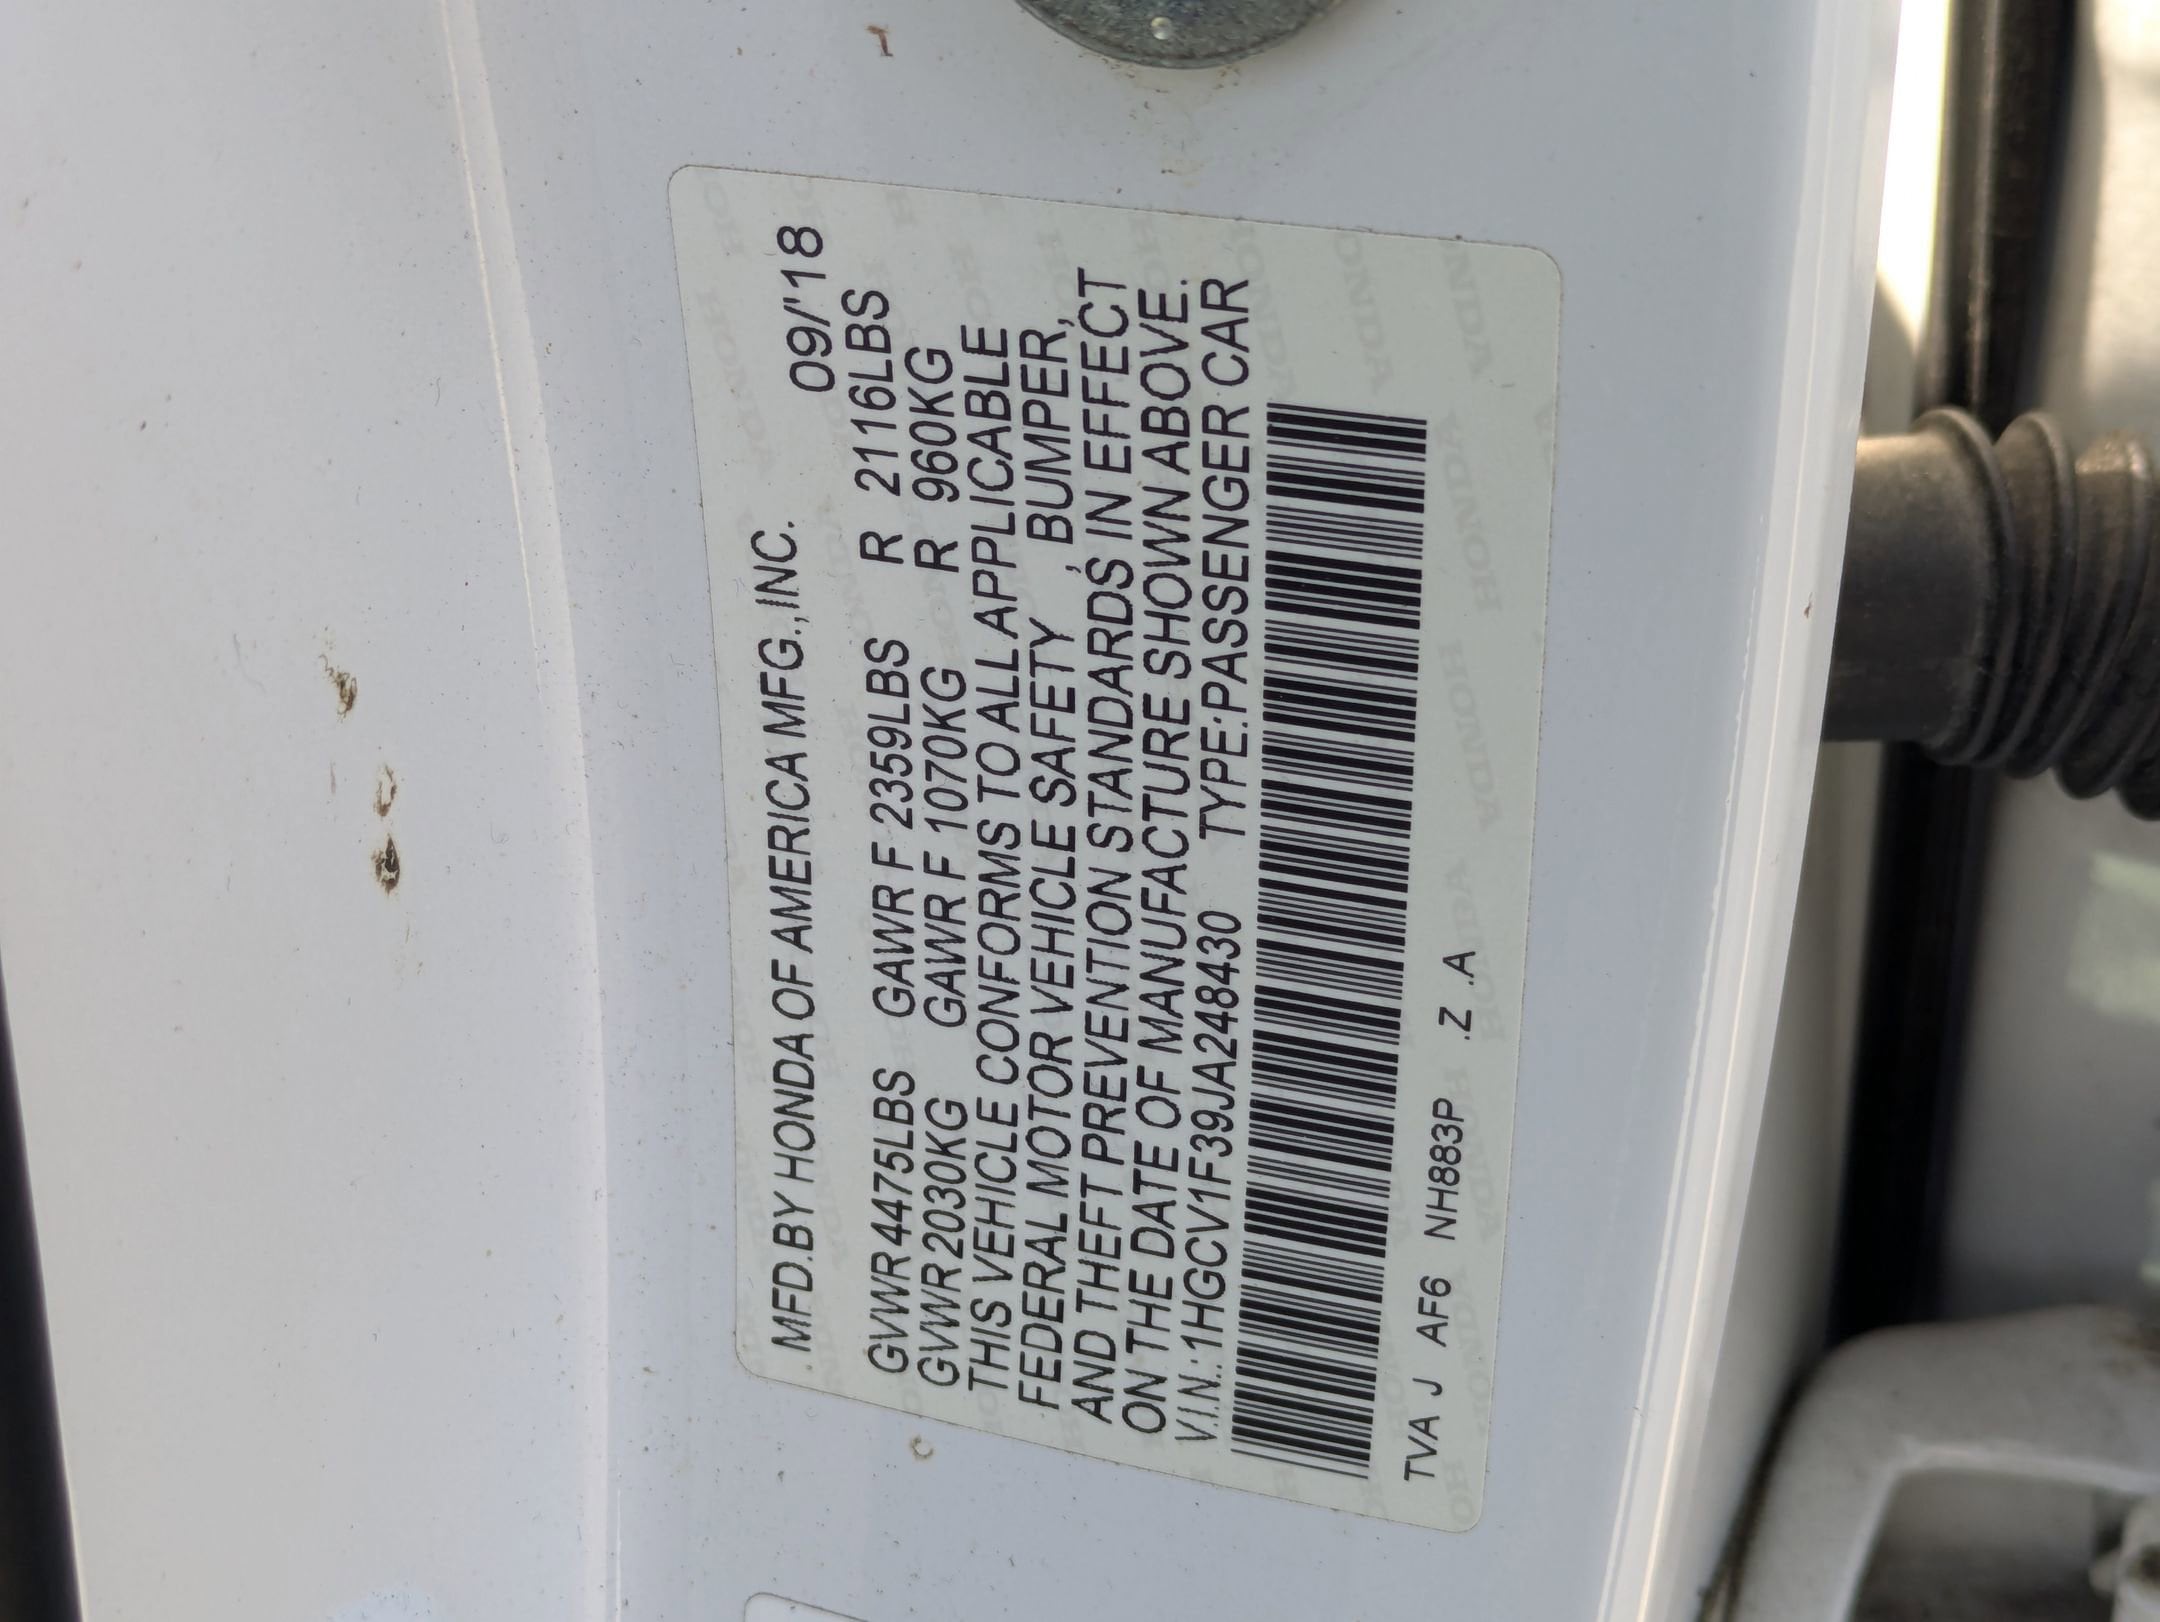 MFD.BY HONDA OF AMERICA MFG.,INC. 09/'18
GVWR 4475LBS GAWR F 2359LBS R 2116LBS
GVWR 2030KG GAWR F 1070KG R 960KG
THIS VEHICLE CONFORMS TO ALL APPLICABLE
FEDERAL MOTOR VEHICLE SAFETY , BUMPER,
AND THEFT PREVENTION STANDARDS IN EFFECT
ON THE DATE OF MANUFACTURE SHOWN ABOVE.
V.I.N.:1HGCV1F39JA248430 TYPE:PASSENGER CAR
TVA J AF6 NH883P .Z .A